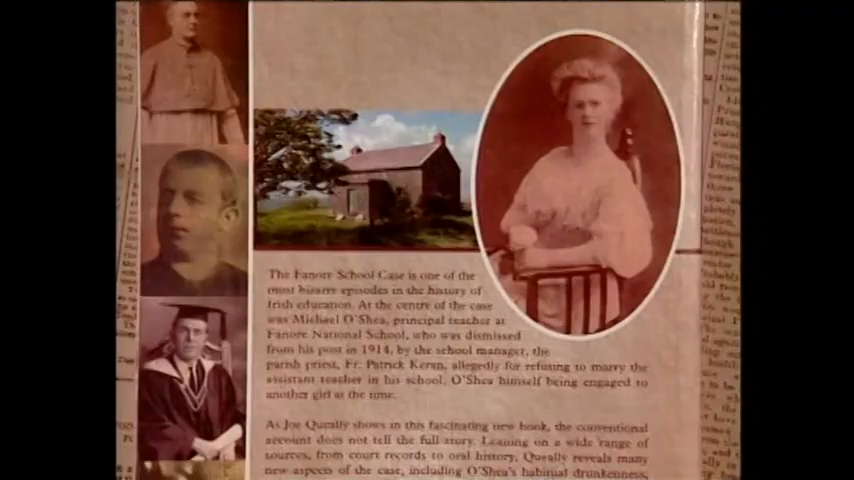 The Fanore School Case is one of the
most bizarre episodes in the history of
Irish education. At the centre of the case
was Michael O'Shea, principal teacher at
Fanore National School, who was dismissed
from his post in 1914, by the school manager, the
parish priest, Fr. Patrick Keran, allegedly for refusing to marry the
assistant teacher in his school, O'Shea himself being engaged to
another girl at the time.
As Joe Queally shows in this fascinating new book, the conventional
account does not tell the full story. Leaning on a wide range of
sources, from court records to oral history, Queally reveals many
new aspects of the case, including O'Shea's habitual drunkenness,